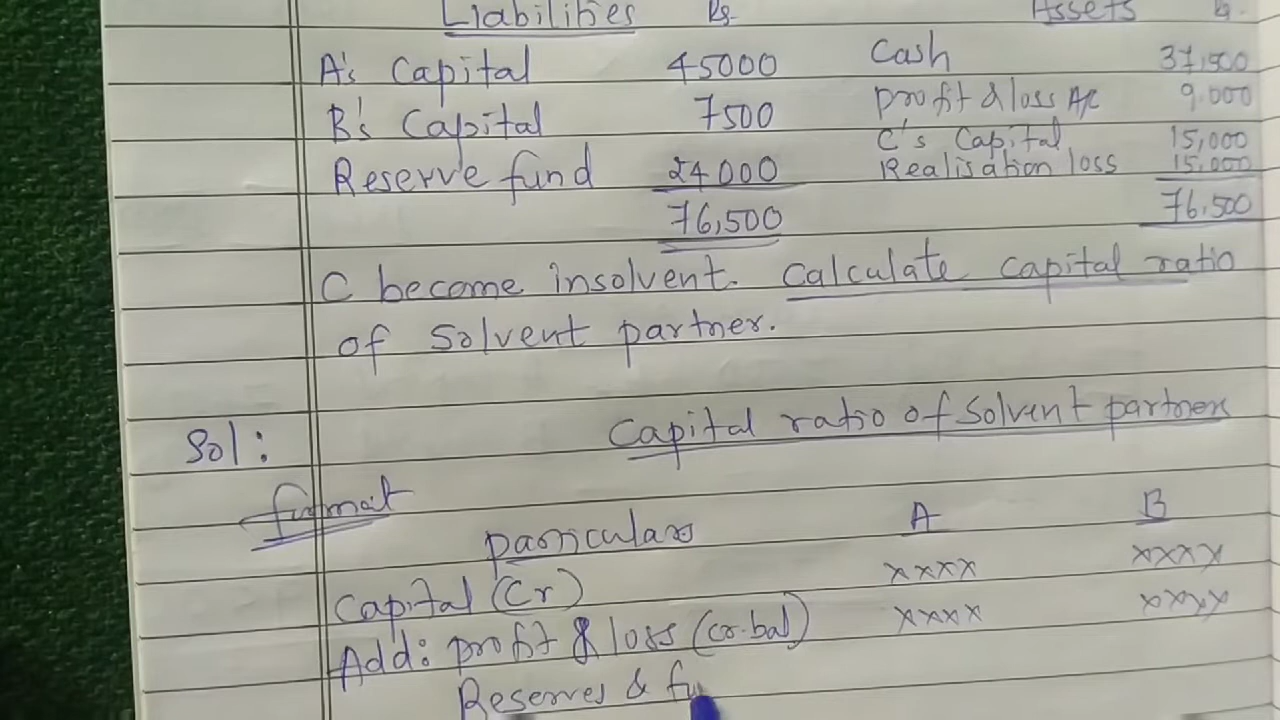 Liabilities Rs. Assets Rs.
A's Capital 45000 Cash 37,500
B's Capital 7500 Profit & loss A/c 9.000
C's Capital 15,000
Reserve fund 24000 Realisation loss 15.000
76,500 76.500
C become insolvent. Calculate capital ratio
of Solvent partner.
Sol: Capital ratio of Solvent partners
format
particulars A B
Capital (Cr) xxxx xxxx
Add: profit & loss (cr.bal) xxxx xxxx
Reserves & fu